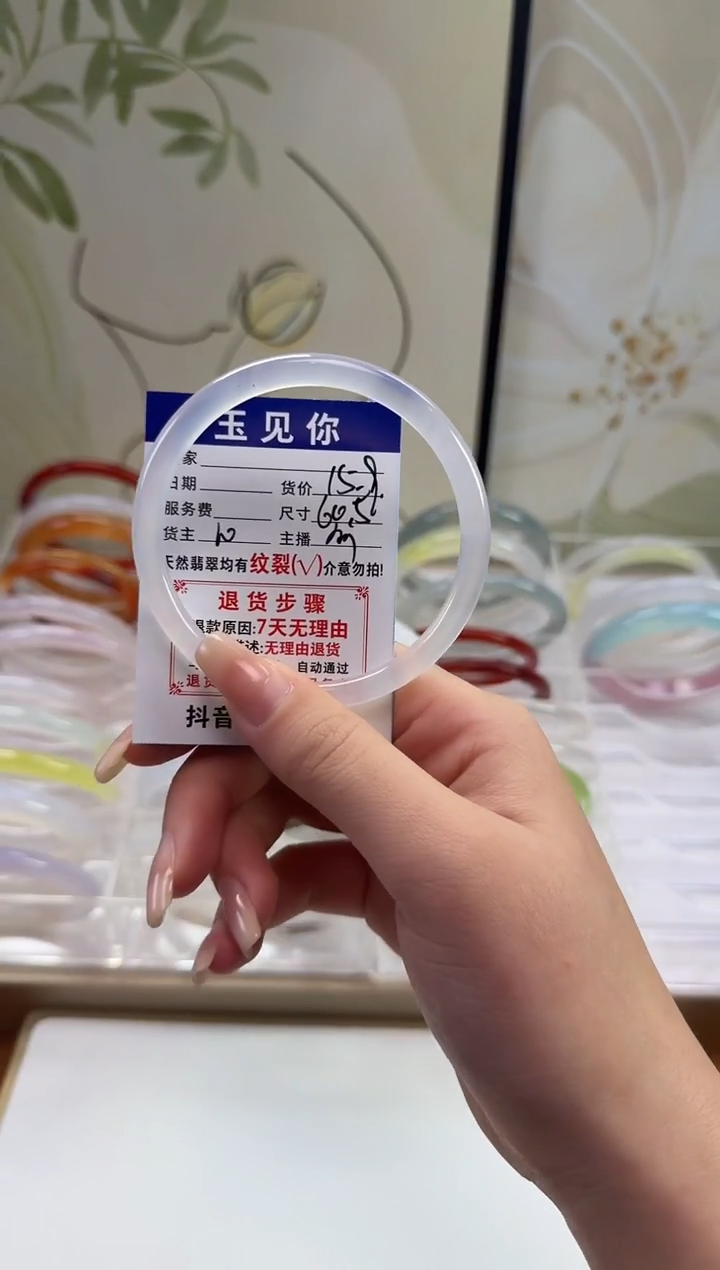 玉见你
家
日期 货价 15.8
服务费 尺寸 60.5
货主 10 主播
天然翡翠均有纹裂(√)介意勿拍!
退货步骤
退款原因:7天无理由
述:无理由退货
自动通过
退货
抖音